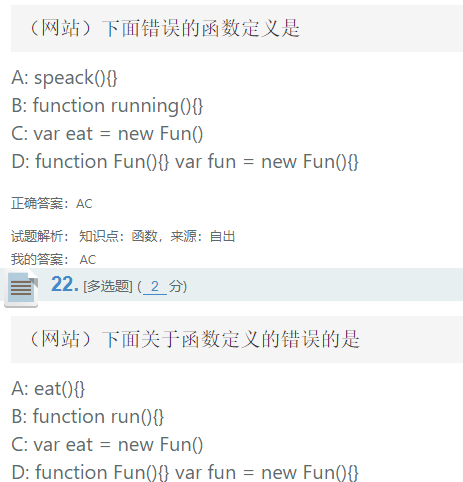 （网站）下面错误的函数定义是
A: speack(){}
B: function running(){}
C: var eat = new Fun()
D: function Fun(){} var fun = new Fun(){}
正确答案：AC
试题解析： 知识点：函数，来源：自出
我的答案： AC
22. [多选题] ( 2 分)
（网站）下面关于函数定义的错误的是
A: eat(){}
B: function run(){}
C: var eat = new Fun()
D: function Fun(){} var fun = new Fun(){}